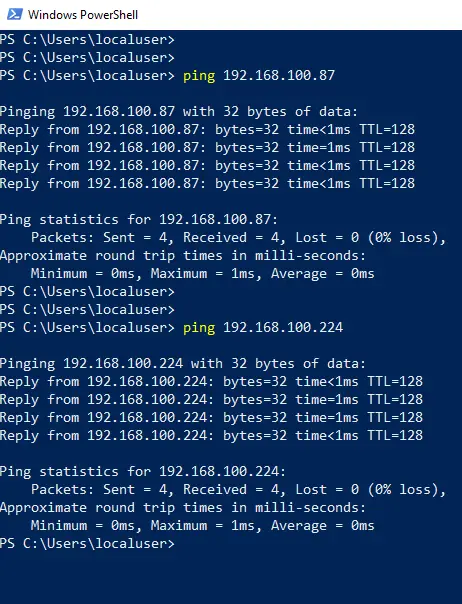 Windows PowerShell
PS C:\Users\localuser>
PS C:\Users\localuser>
PS C:\Users\localuser> ping 192.168.100.87
Pinging 192.168.100.87 with 32 bytes of data:
Reply from 192.168.100.87: bytes=32 time<1ms TTL=128
Reply from 192.168.100.87: bytes=32 time=1ms TTL=128
Reply from 192.168.100.87: bytes=32 time<1ms TTL=128
Reply from 192.168.100.87: bytes=32 time<1ms TTL=128
Ping statistics for 192.168.100.87:
    Packets: Sent = 4, Received = 4, Lost = 0 (0% loss),
Approximate round trip times in milli-seconds:
    Minimum = 0ms, Maximum = 1ms, Average = 0ms
PS C:\Users\localuser>
PS C:\Users\localuser>
PS C:\Users\localuser> ping 192.168.100.224
Pinging 192.168.100.224 with 32 bytes of data:
Reply from 192.168.100.224: bytes=32 time<1ms TTL=128
Reply from 192.168.100.224: bytes=32 time=1ms TTL=128
Reply from 192.168.100.224: bytes=32 time=1ms TTL=128
Reply from 192.168.100.224: bytes=32 time<1ms TTL=128
Ping statistics for 192.168.100.224:
    Packets: Sent = 4, Received = 4, Lost = 0 (0% loss),
Approximate round trip times in milli-seconds:
    Minimum = 0ms, Maximum = 1ms, Average = 0ms
PS C:\Users\localuser>